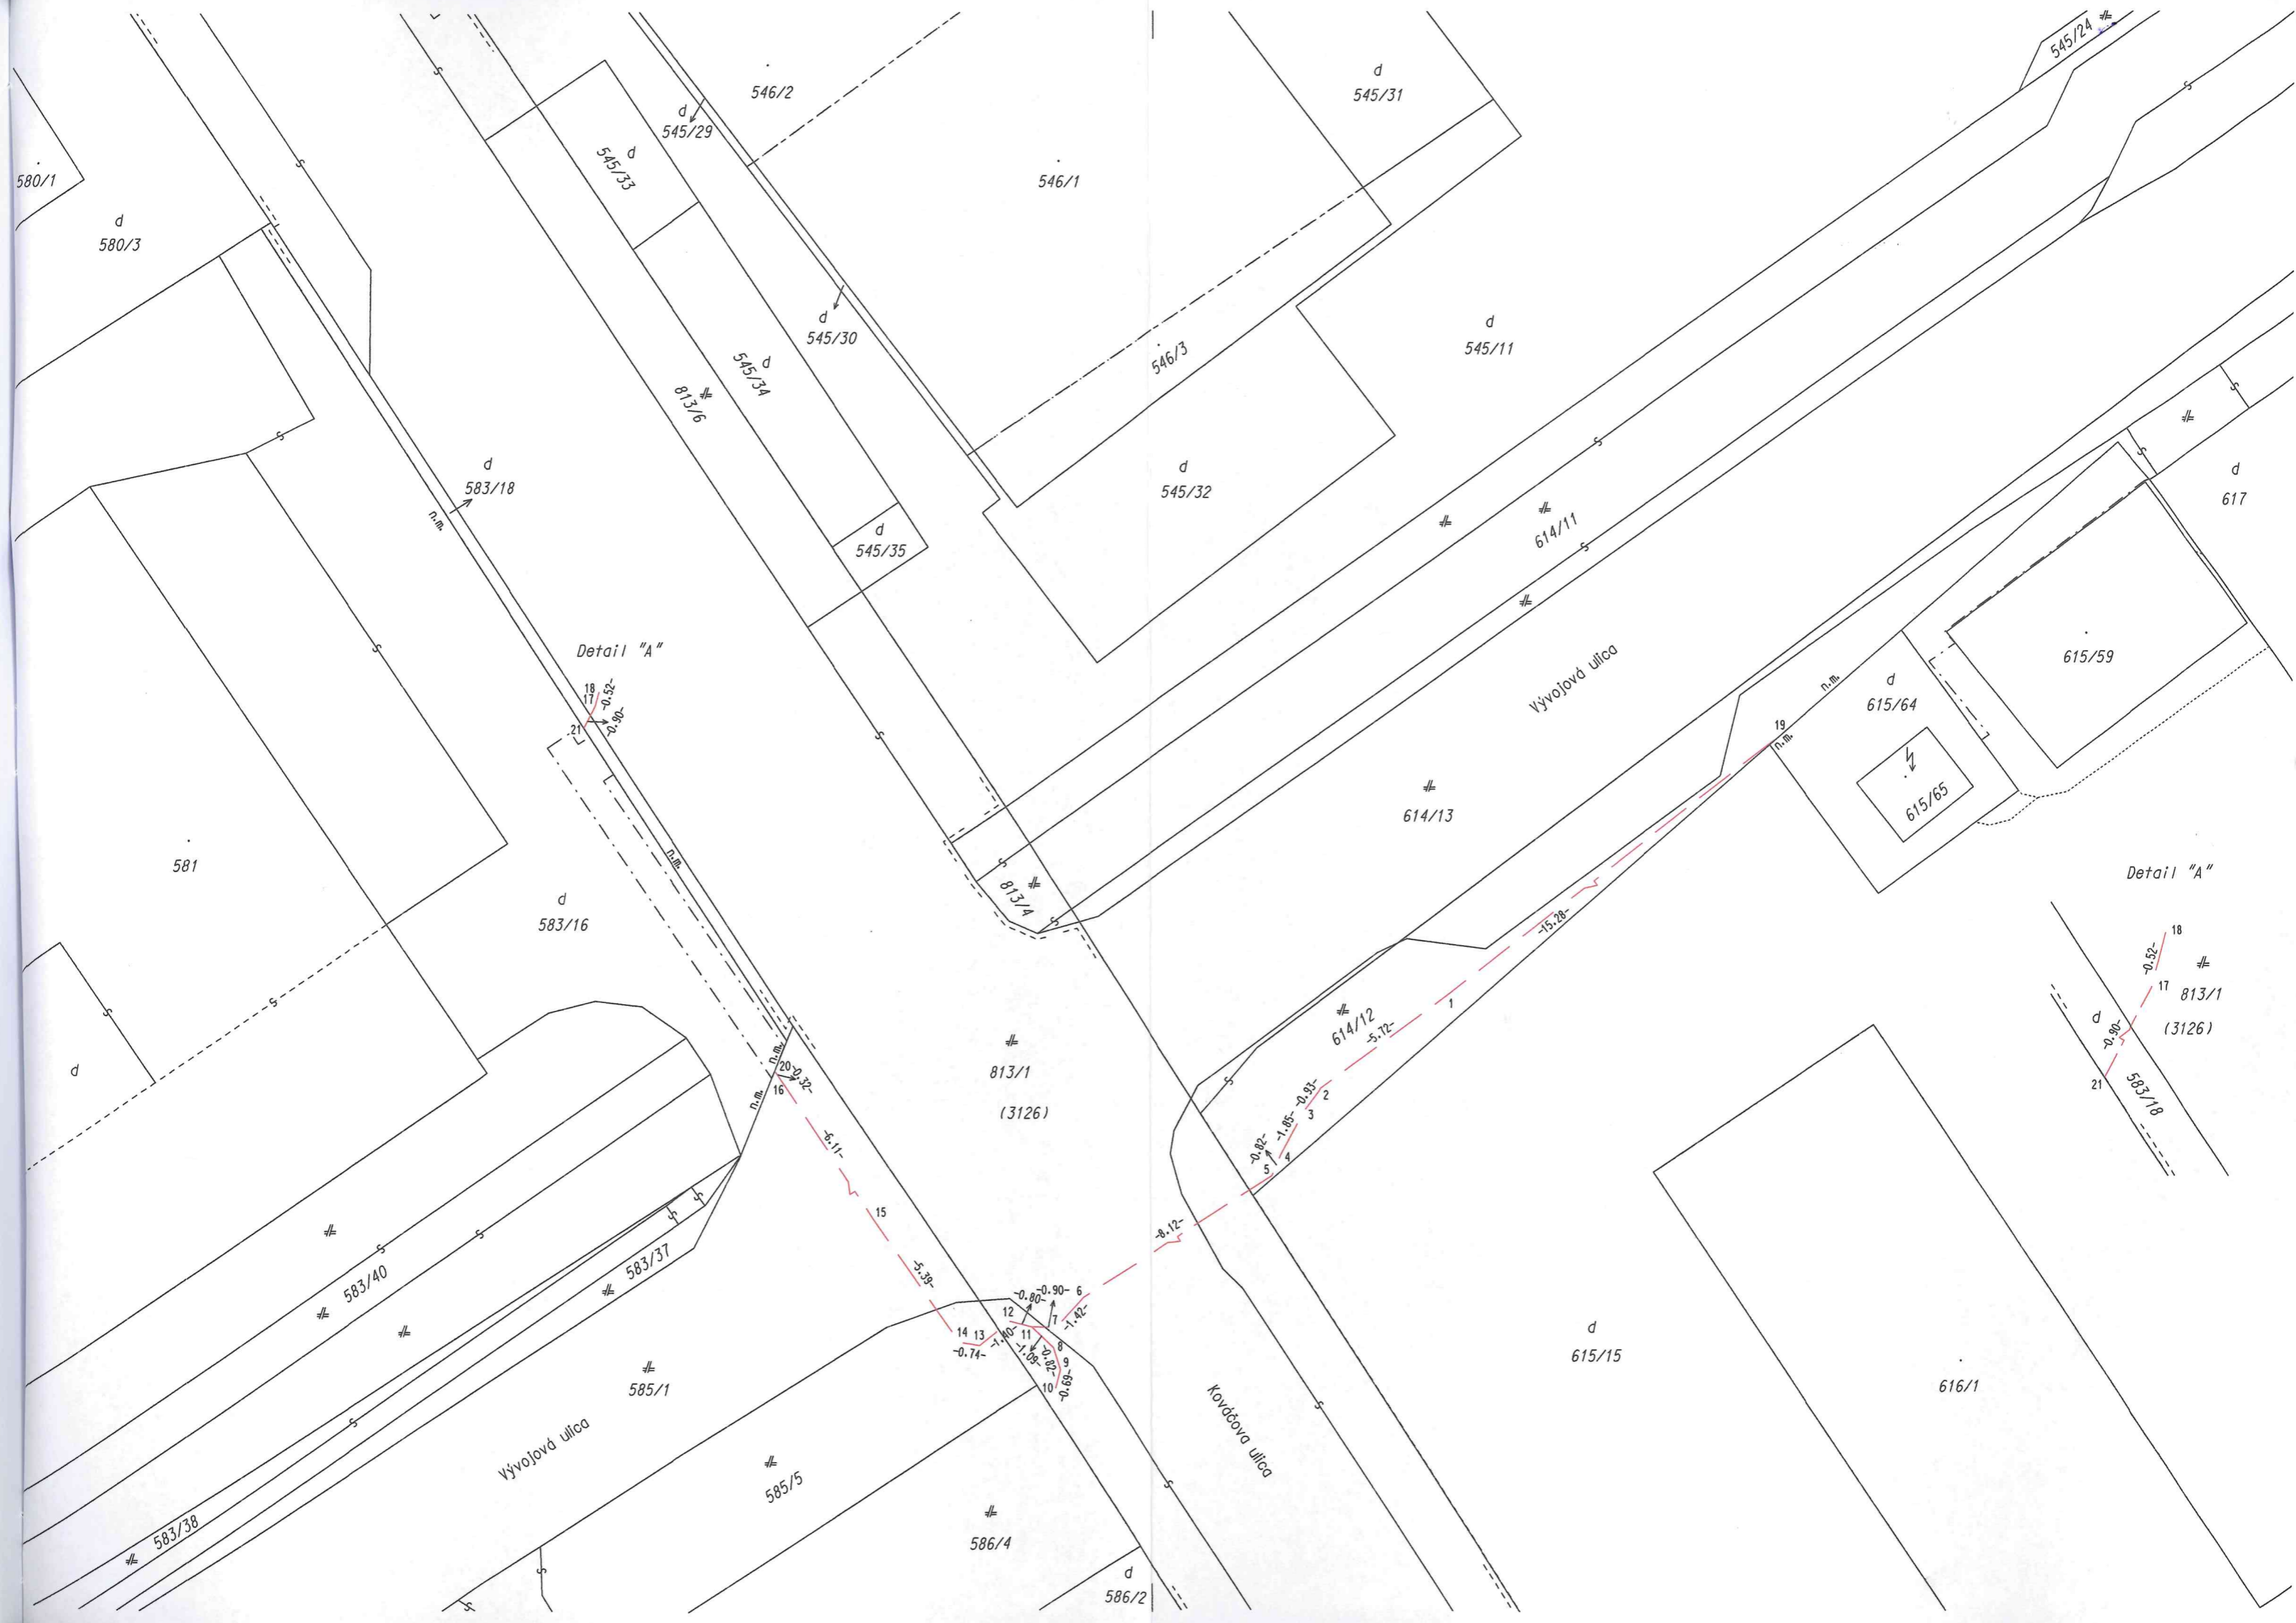 545/24
d
546/2
d
545/31
d
545/29
d
545/33
580/1
546/1
d
580/3
d
545/30
d
545/11
546/3
d
545/34
813/6
d
583/18
n.m.
d
545/32
614/11
d
617
d
545/35
Detail "A"
18
17
-0.52-
21
-0.90-
Vývojová ulica
615/59
n.m.
d
615/64
19
n.m.
615/65
614/13
n.m.
581
d
583/16
813/4
Detail "A"
-15.28-
18
-0.52-
17
813/1
(3126)
d
-0.90-
21
583/18
1
614/12
-5.72-
n.m.
20
-0.32-
16
n.m.
813/1
(3126)
d
-0.93-
2
3
-1.85-
-0.82-
4
5
-6.11-
15
-8.12-
583/37
583/40
-5.39-
-0.80-
-0.90-
6
12
7
-1.42-
14
13
-1.40-
11
-0.74-
-1.09-
8
-0.82-
9
10
-0.69-
585/1
d
615/15
616/1
Kováčova ulica
Vývojová ulica
585/5
583/38
586/4
d
586/2